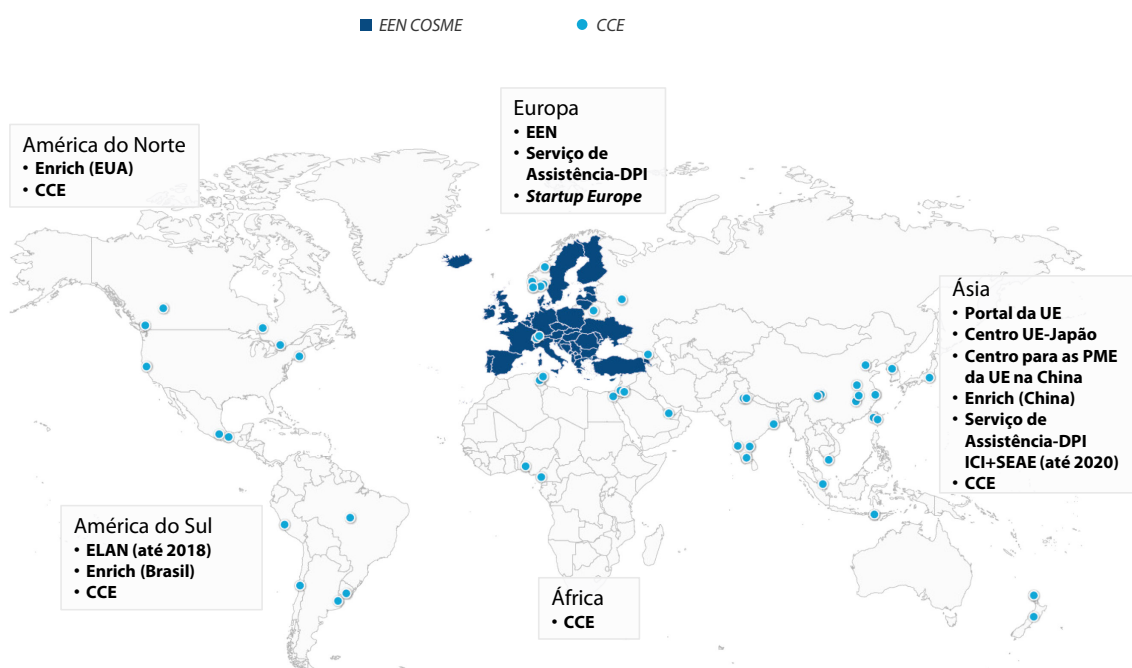 EEN COSME
CCE
Europa
• EEN
• Serviço de
Assistência-DPI
• Startup Europe
América do Norte
• Enrich (EUA)
• CCE
Ásia
• Portal da UE
• Centro UE-Japão
• Centro para as PME
da UE na China
• Enrich (China)
• Serviço de
Assistência-DPI
ICI+SEAE (até 2020)
• CCE
América do Sul
• ELAN (até 2018)
• Enrich (Brasil)
• CCE
África
• CCE